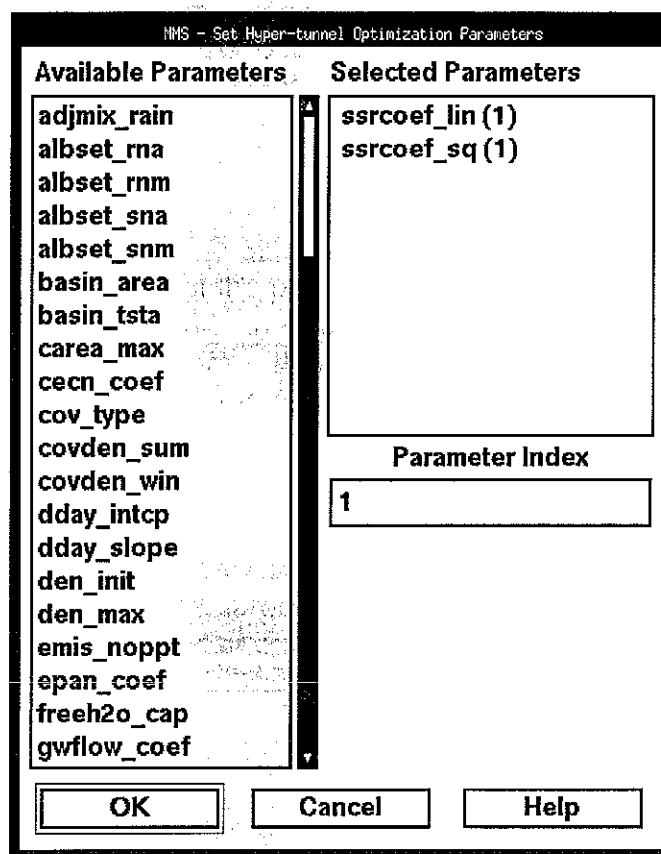 MMS - Set Hyper-tunnel Optimization Parameters
Available Parameters
adjmix_rain
albset_rna
albset_rnm
albset_sna
albset_snm
basin_area
basin_tsta
carea_max
cecn_coef
cov_type
covden_sum
covden_win
dday_intcp
dday_slope
den_init
den_max
emis_noppt
epan_coef
freeh2o_cap
gwflow_coef
Selected Parameters
ssrcoef_lin (1)
ssrcoef_sq (1)
Parameter Index
1
OK
Cancel
Help